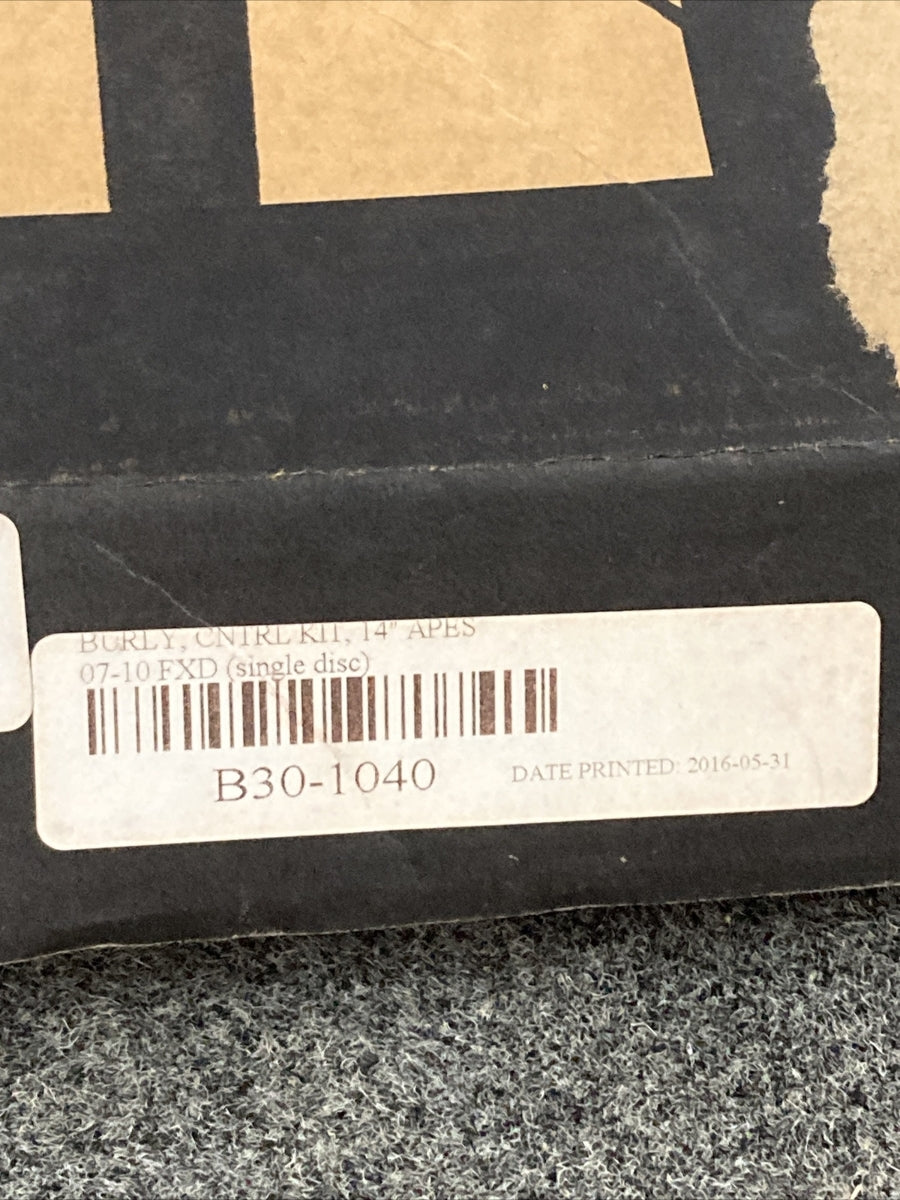 BURLY, CNTRL KIT, 14" APES
07-10 FXD (single disc)
B30-1040
DATE PRINTED: 2016-05-31